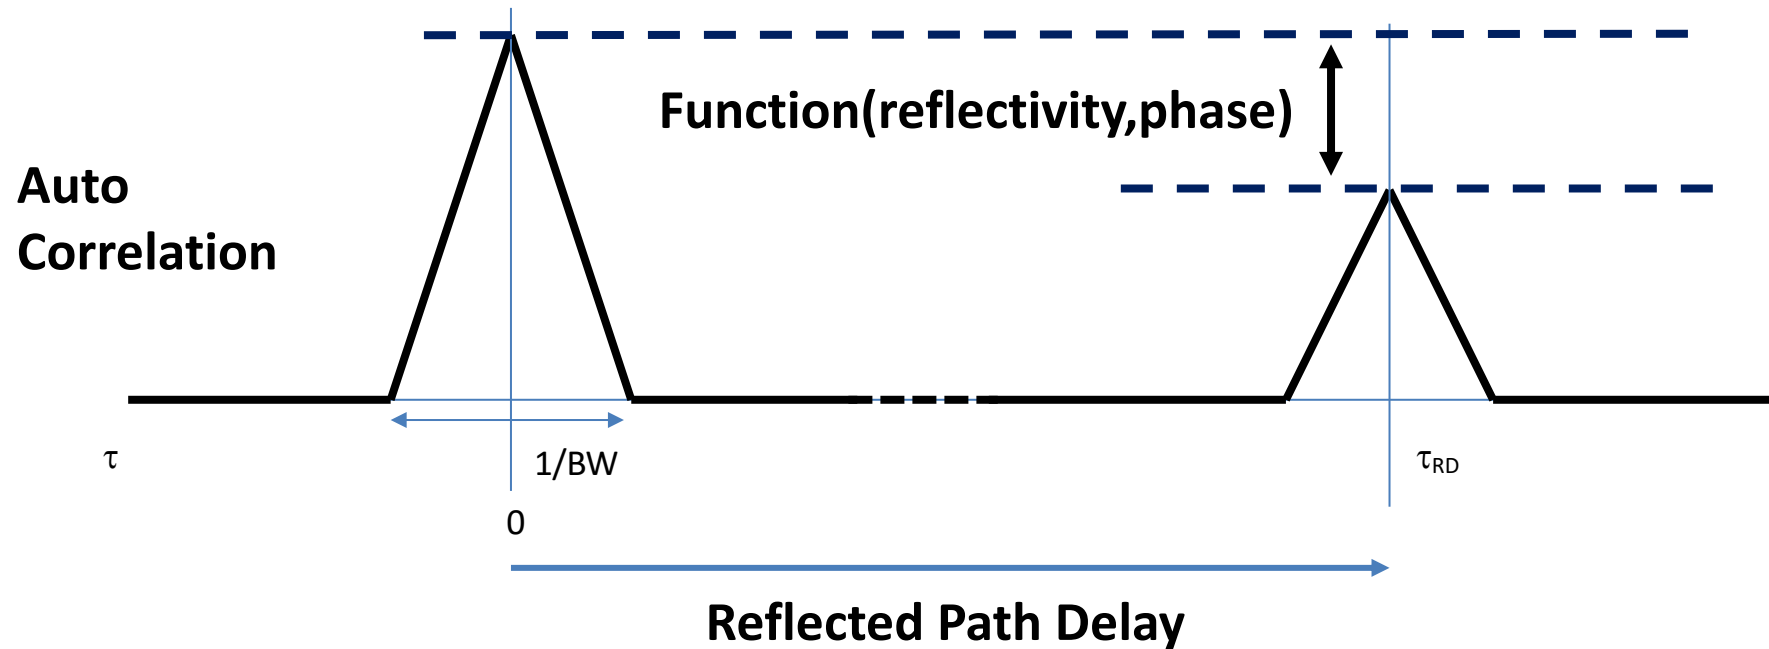 Function(reflectivity,phase)
Auto
Correlation
τ
1/BW
τRD
0
Reflected Path Delay